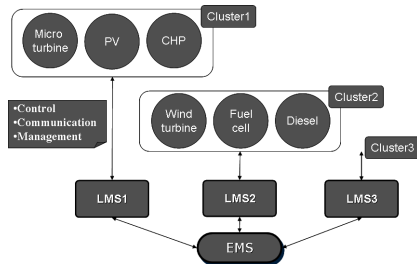 Cluster1
Micro
turbine
PV
CHP
•Control
•Communication
•Management
Cluster2
Wind
turbine
Fuel
cell
Diesel
Cluster3
LMS1
LMS2
LMS3
EMS